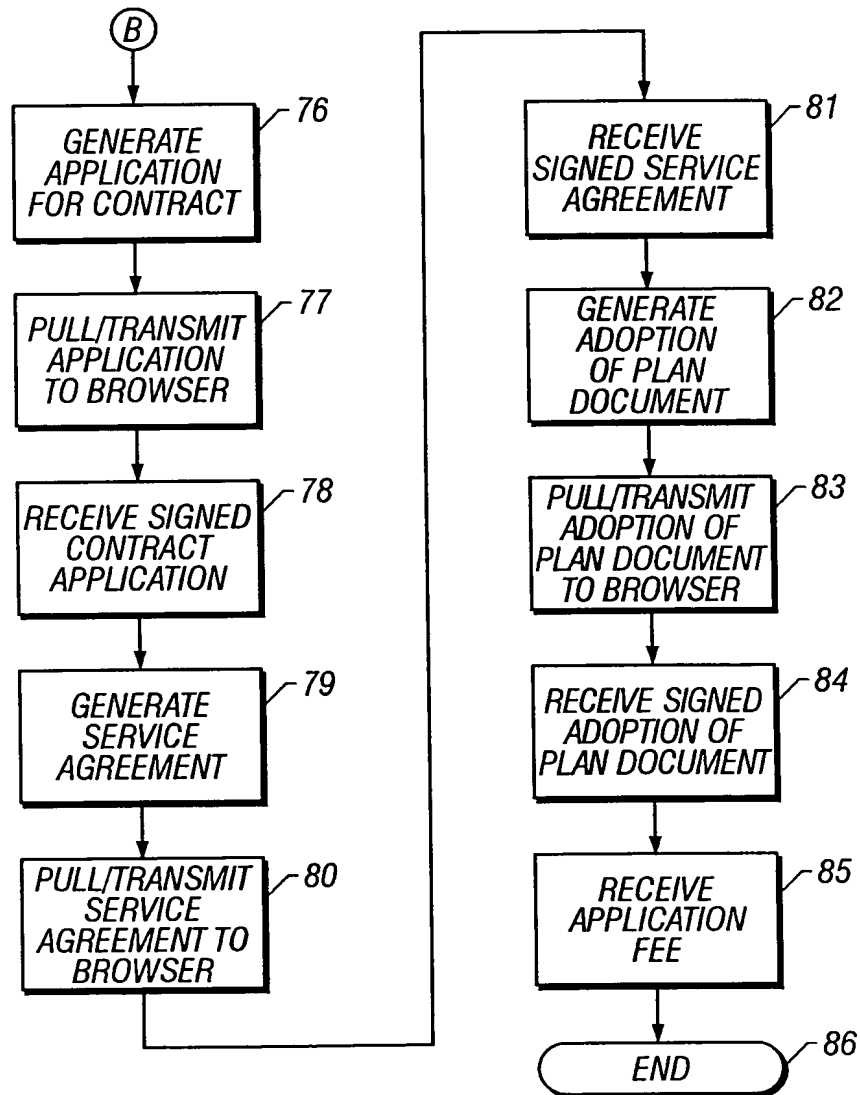 B
76
GENERATE
APPLICATION
FOR CONTRACT
77
PULL/TRANSMIT
APPLICATION
TO BROWSER
78
RECEIVE SIGNED
CONTRACT
APPLICATION
79
GENERATE
SERVICE
AGREEMENT
80
PULL/TRANSMIT
SERVICE
AGREEMENT TO
BROWSER
81
RECEIVE
SIGNED SERVICE
AGREEMENT
82
GENERATE
ADOPTION
OF PLAN
DOCUMENT
83
PULL/TRANSMIT
ADOPTION OF
PLAN DOCUMENT
TO BROWSER
84
RECEIVE SIGNED
ADOPTION OF
PLAN DOCUMENT
85
RECEIVE
APPLICATION
FEE
86
END